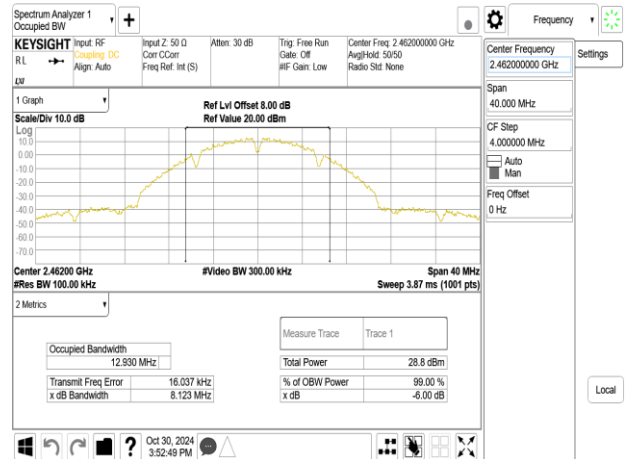 Spectrum Analyzer 1
Occupied BW
Frequency
KEYSIGHT
Input: RF
Coupling: DC
Align: Auto
Input Z: 50 Ω
Corr CCorr
Freq Ref: Int (S)
Atten: 30 dB
Trig: Free Run
Gate: Off
#IF Gain: Low
Center Freq: 2.462000000 GHz
Avg|Hold: 50/50
Radio Std: None
R L
LXI
Center Frequency
2.462000000 GHz
Settings
Span
40.000 MHz
CF Step
4.000000 MHz
Auto
Man
Freq Offset
0 Hz
Local
1 Graph
Scale/Div 10.0 dB
Ref Lvl Offset 8.00 dB
Ref Value 20.00 dBm
Log
10.0
0.00
-10.0
-20.0
-30.0
-40.0
-50.0
-60.0
-70.0
Center 2.46200 GHz
#Res BW 100.00 kHz
#Video BW 300.00 kHz
Span 40 MHz
Sweep 3.87 ms (1001 pts)
2 Metrics
Measure Trace
Trace 1
Occupied Bandwidth
12.930 MHz
Total Power
28.8 dBm
Transmit Freq Error
16.037 kHz
% of OBW Power
99.00 %
x dB Bandwidth
8.123 MHz
x dB
-6.00 dB
?
Oct 30, 2024
3:52:49 PM